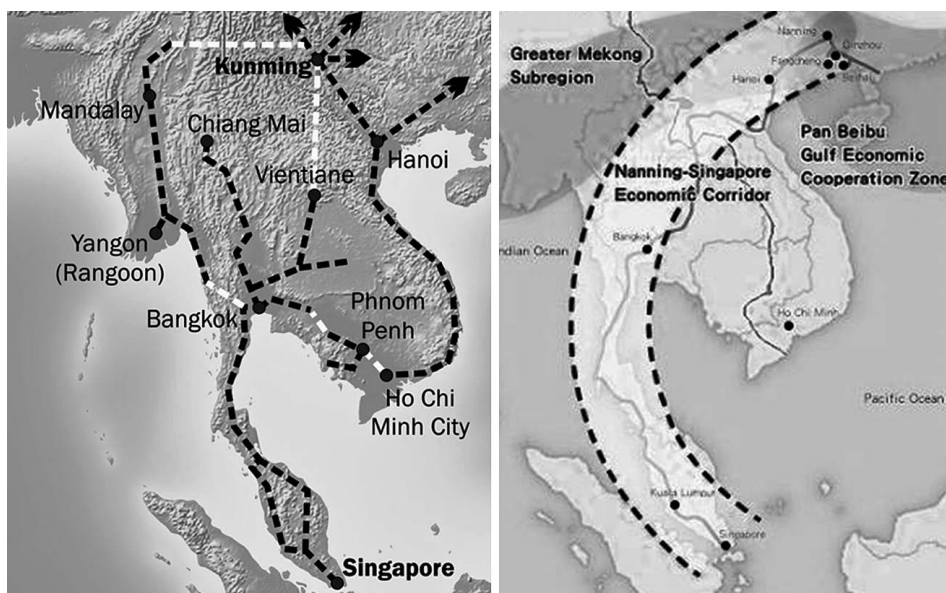 Kunming
Mandalay
Chiang Mai
Hanoi
Vientiane
Yangon
(Rangoon)
Bangkok
Phnom
Penh
Ho Chi
Minh City
Singapore
Greater Mekong
Subregion
Nanning
Qinzhou
Fangcheng
Beihai
Hanoi
Pan Beibu
Gulf Economic
Cooperation Zone
Nanning-Singapore
Economic Corridor
Bangkok
ndian Ocean
Ho Chi Minh
Pacific Ocean
Kuala Lumpur
Singapore